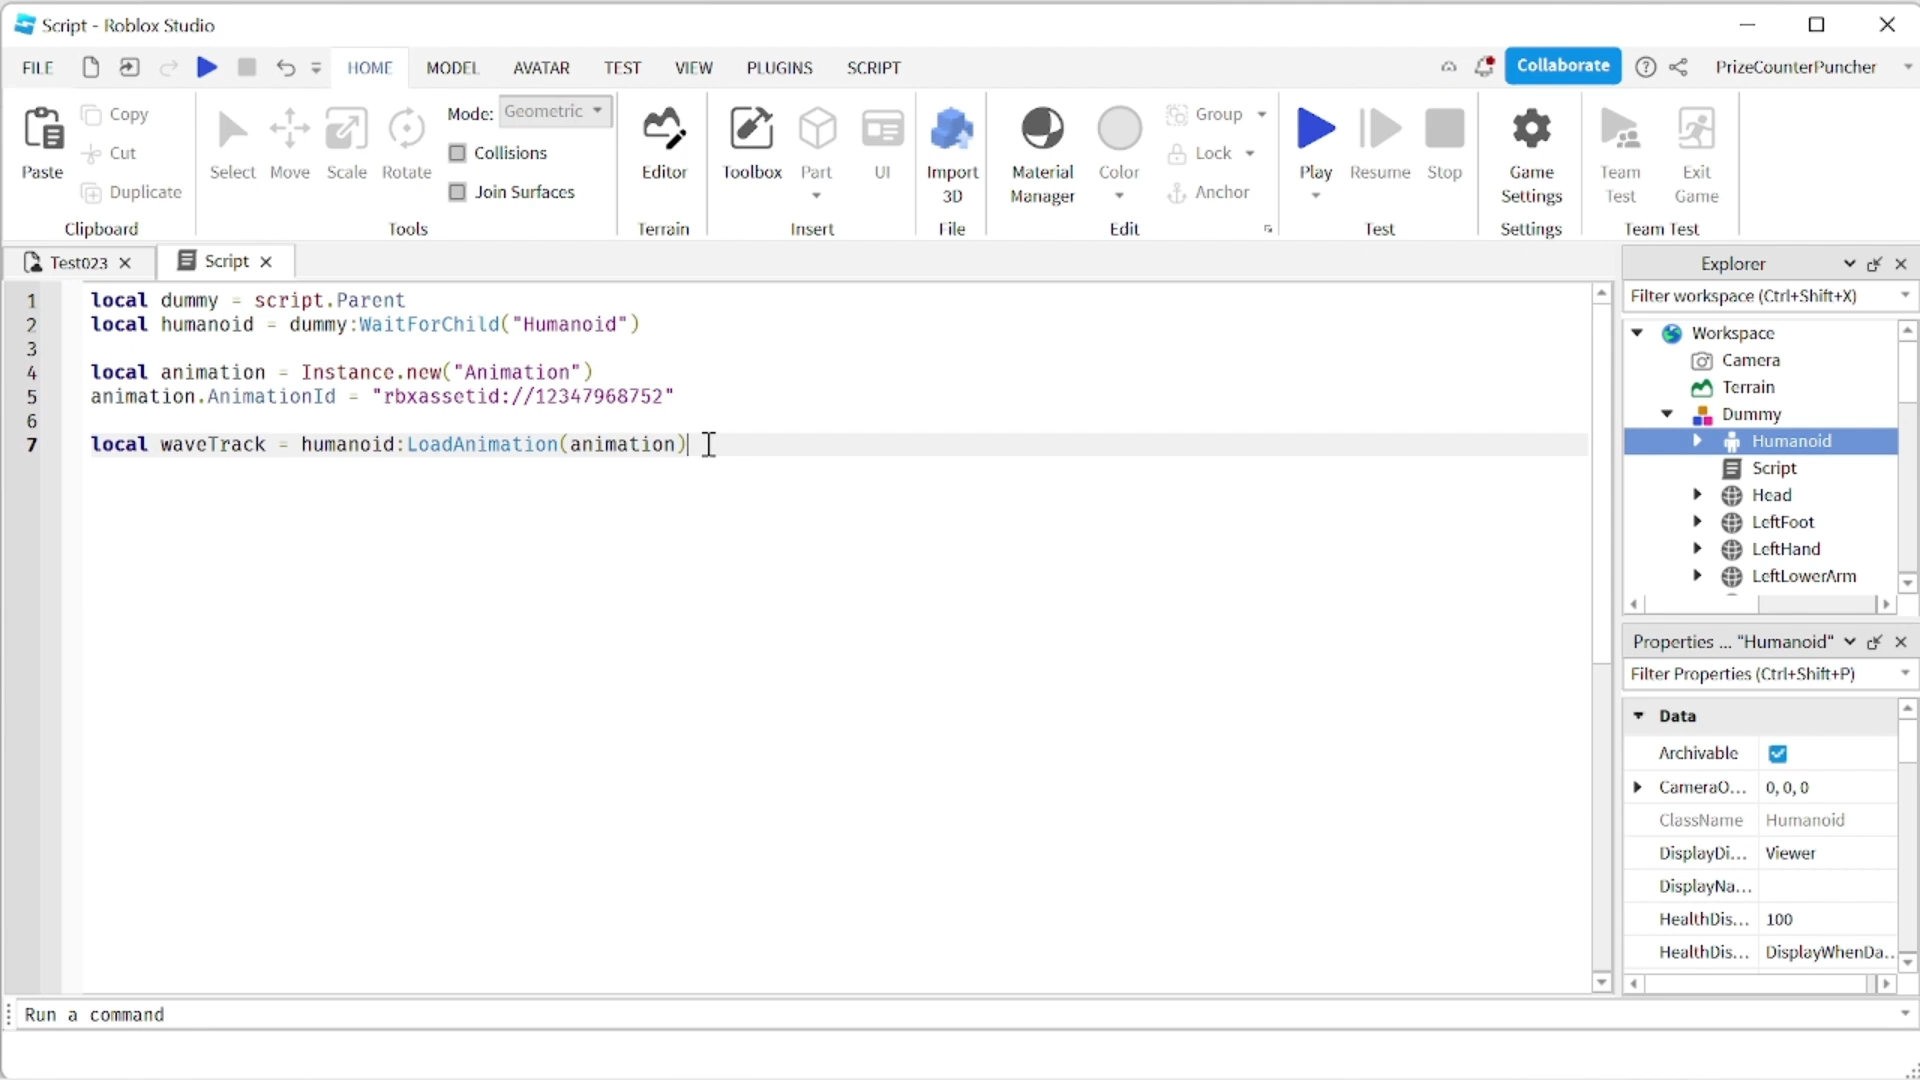 Script - Roblox Studio
FILE HOME MODEL AVATAR TEST VIEW PLUGINS SCRIPT Collaborate PrizeCounterPuncher
Paste
Copy
Cut
Duplicate
Clipboard
Select Move Scale Rotate
Mode: Geometric
Collisions
Join Surfaces
Tools
Editor
Terrain
Toolbox Part UI
Insert
Import
3D
File
Material
Manager
Color
Group
Lock
Anchor
Edit
Play Resume Stop
Test
Game
Settings
Settings
Team
Test
Exit
Game
Team Test
Test023
Script
1 local dummy = script.Parent
2 local humanoid = dummy:WaitForChild("Humanoid")
3
4 local animation = Instance.new("Animation")
5 animation.AnimationId = "rbxassetid://12347968752"
6
7 local waveTrack = humanoid:LoadAnimation(animation)
Explorer
Filter workspace (Ctrl+Shift+X)
Workspace
Camera
Terrain
Dummy
Humanoid
Script
Head
LeftFoot
LeftHand
LeftLowerArm
Properties ... "Humanoid"
Filter Properties (Ctrl+Shift+P)
Data
Archivable
CameraO... 0, 0, 0
ClassName Humanoid
DisplayDi... Viewer
DisplayNa...
HealthDis... 100
HealthDis... DisplayWhenDa..
Run a command